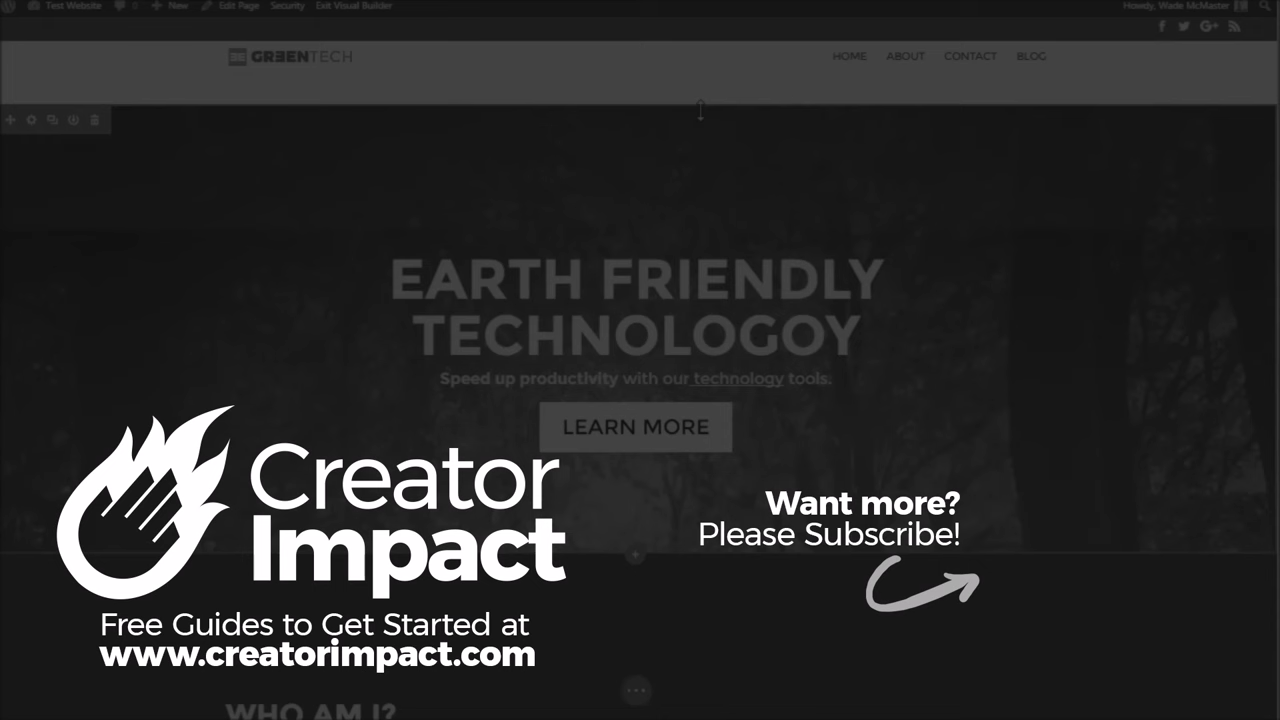 Test Website 0 New Edit Page Security Exit Visual Builder Howdy, Wade McMaster
GREENTECH HOME ABOUT CONTACT BLOG
EARTH FRIENDLY
TECHNOLOGOY
Speed up productivity with our technology tools.
LEARN MORE
Creator
Impact
Want more?
Please Subscribe!
Free Guides to Get Started at
www.creatorimpact.com
WHO AM I?